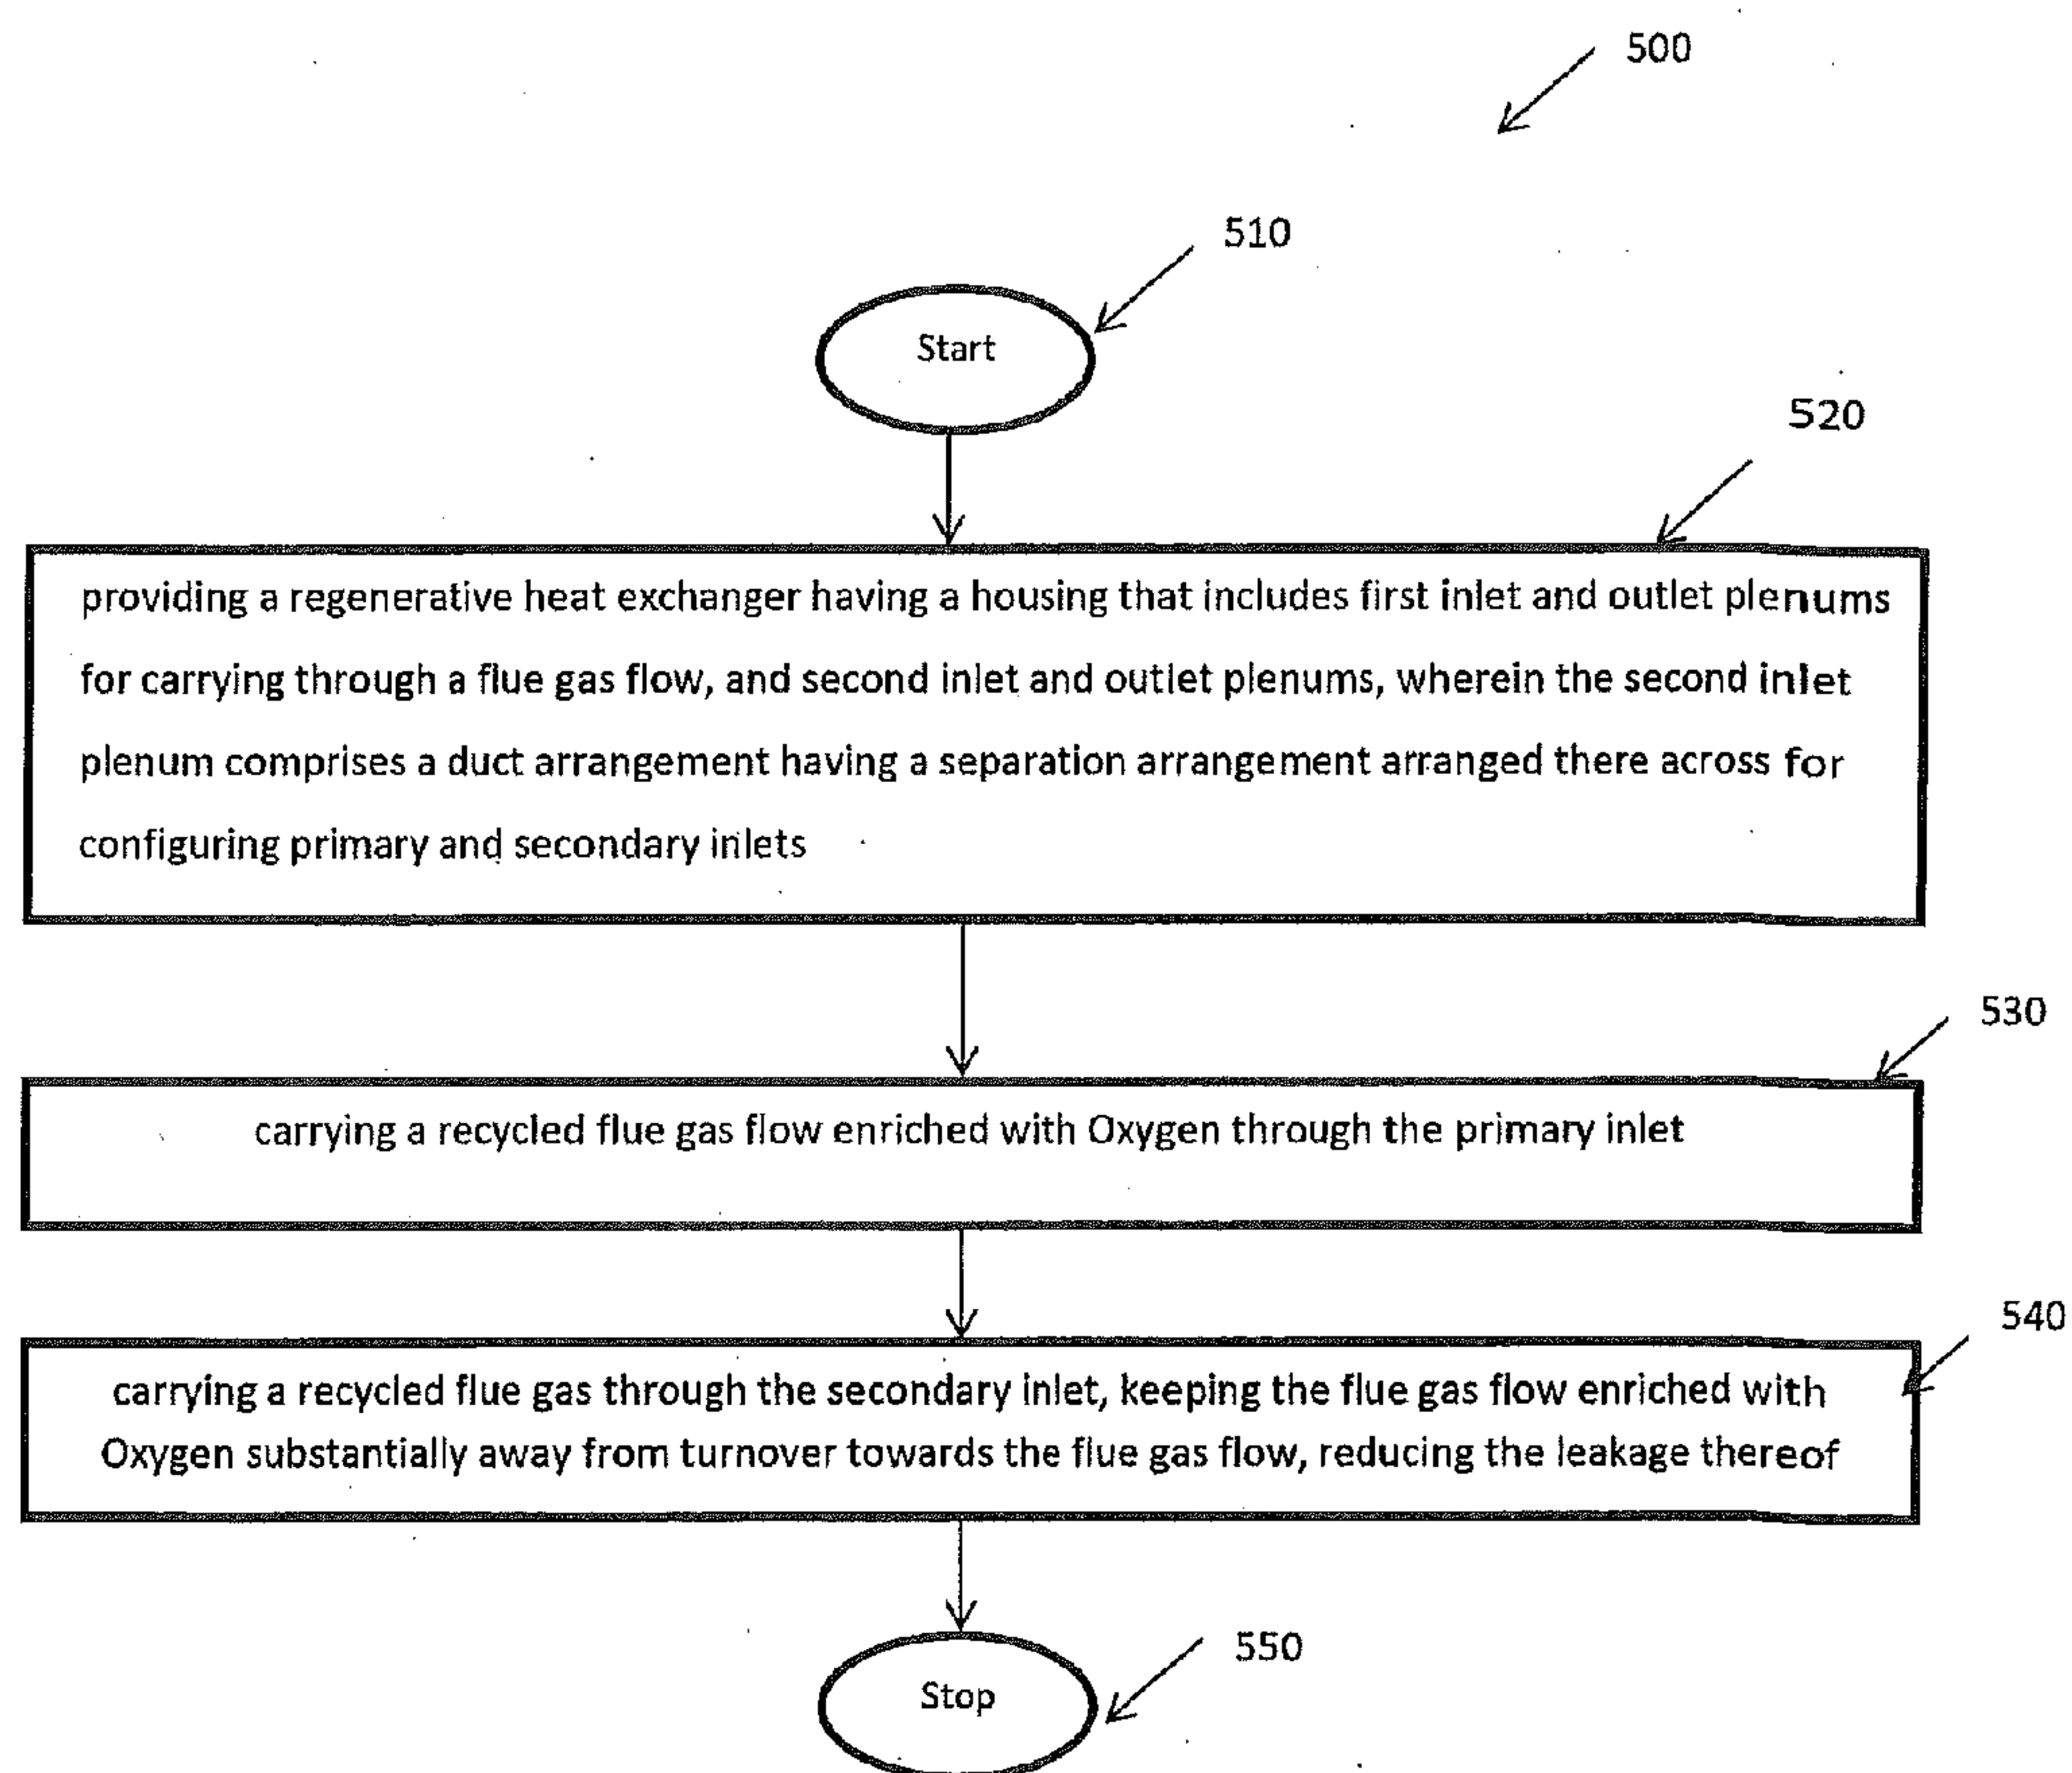 500
510
Start
520
providing a regenerative heat exchanger having a housing that includes first inlet and outlet plenums
for carrying through a flue gas flow, and second inlet and outlet plenums, wherein the second inlet
plenum comprises a duct arrangement having a separation arrangement arranged there across for
configuring primary and secondary inlets
530
carrying a recycled flue gas flow enriched with Oxygen through the primary inlet
540
carrying a recycled flue gas through the secondary inlet, keeping the flue gas flow enriched with
Oxygen substantially away from turnover towards the flue gas flow, reducing the leakage thereof
550
Stop